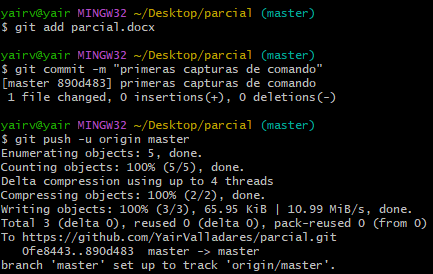 yairv@yair MINGW32 ~/Desktop/parcial (master)
$ git add parcial.docx
yairv@yair MINGW32 ~/Desktop/parcial (master)
$ git commit -m "primeras capturas de comando"
[master 890d483] primeras capturas de comando
 1 file changed, 0 insertions(+), 0 deletions(-)
yairv@yair MINGW32 ~/Desktop/parcial (master)
$ git push -u origin master
Enumerating objects: 5, done.
Counting objects: 100% (5/5), done.
Delta compression using up to 4 threads
Compressing objects: 100% (2/2), done.
Writing objects: 100% (3/3), 65.95 KiB | 10.99 MiB/s, done.
Total 3 (delta 0), reused 0 (delta 0), pack-reused 0 (from 0)
To https://github.com/YairValladares/parcial.git
   0fe8443..890d483  master -> master
branch 'master' set up to track 'origin/master'.